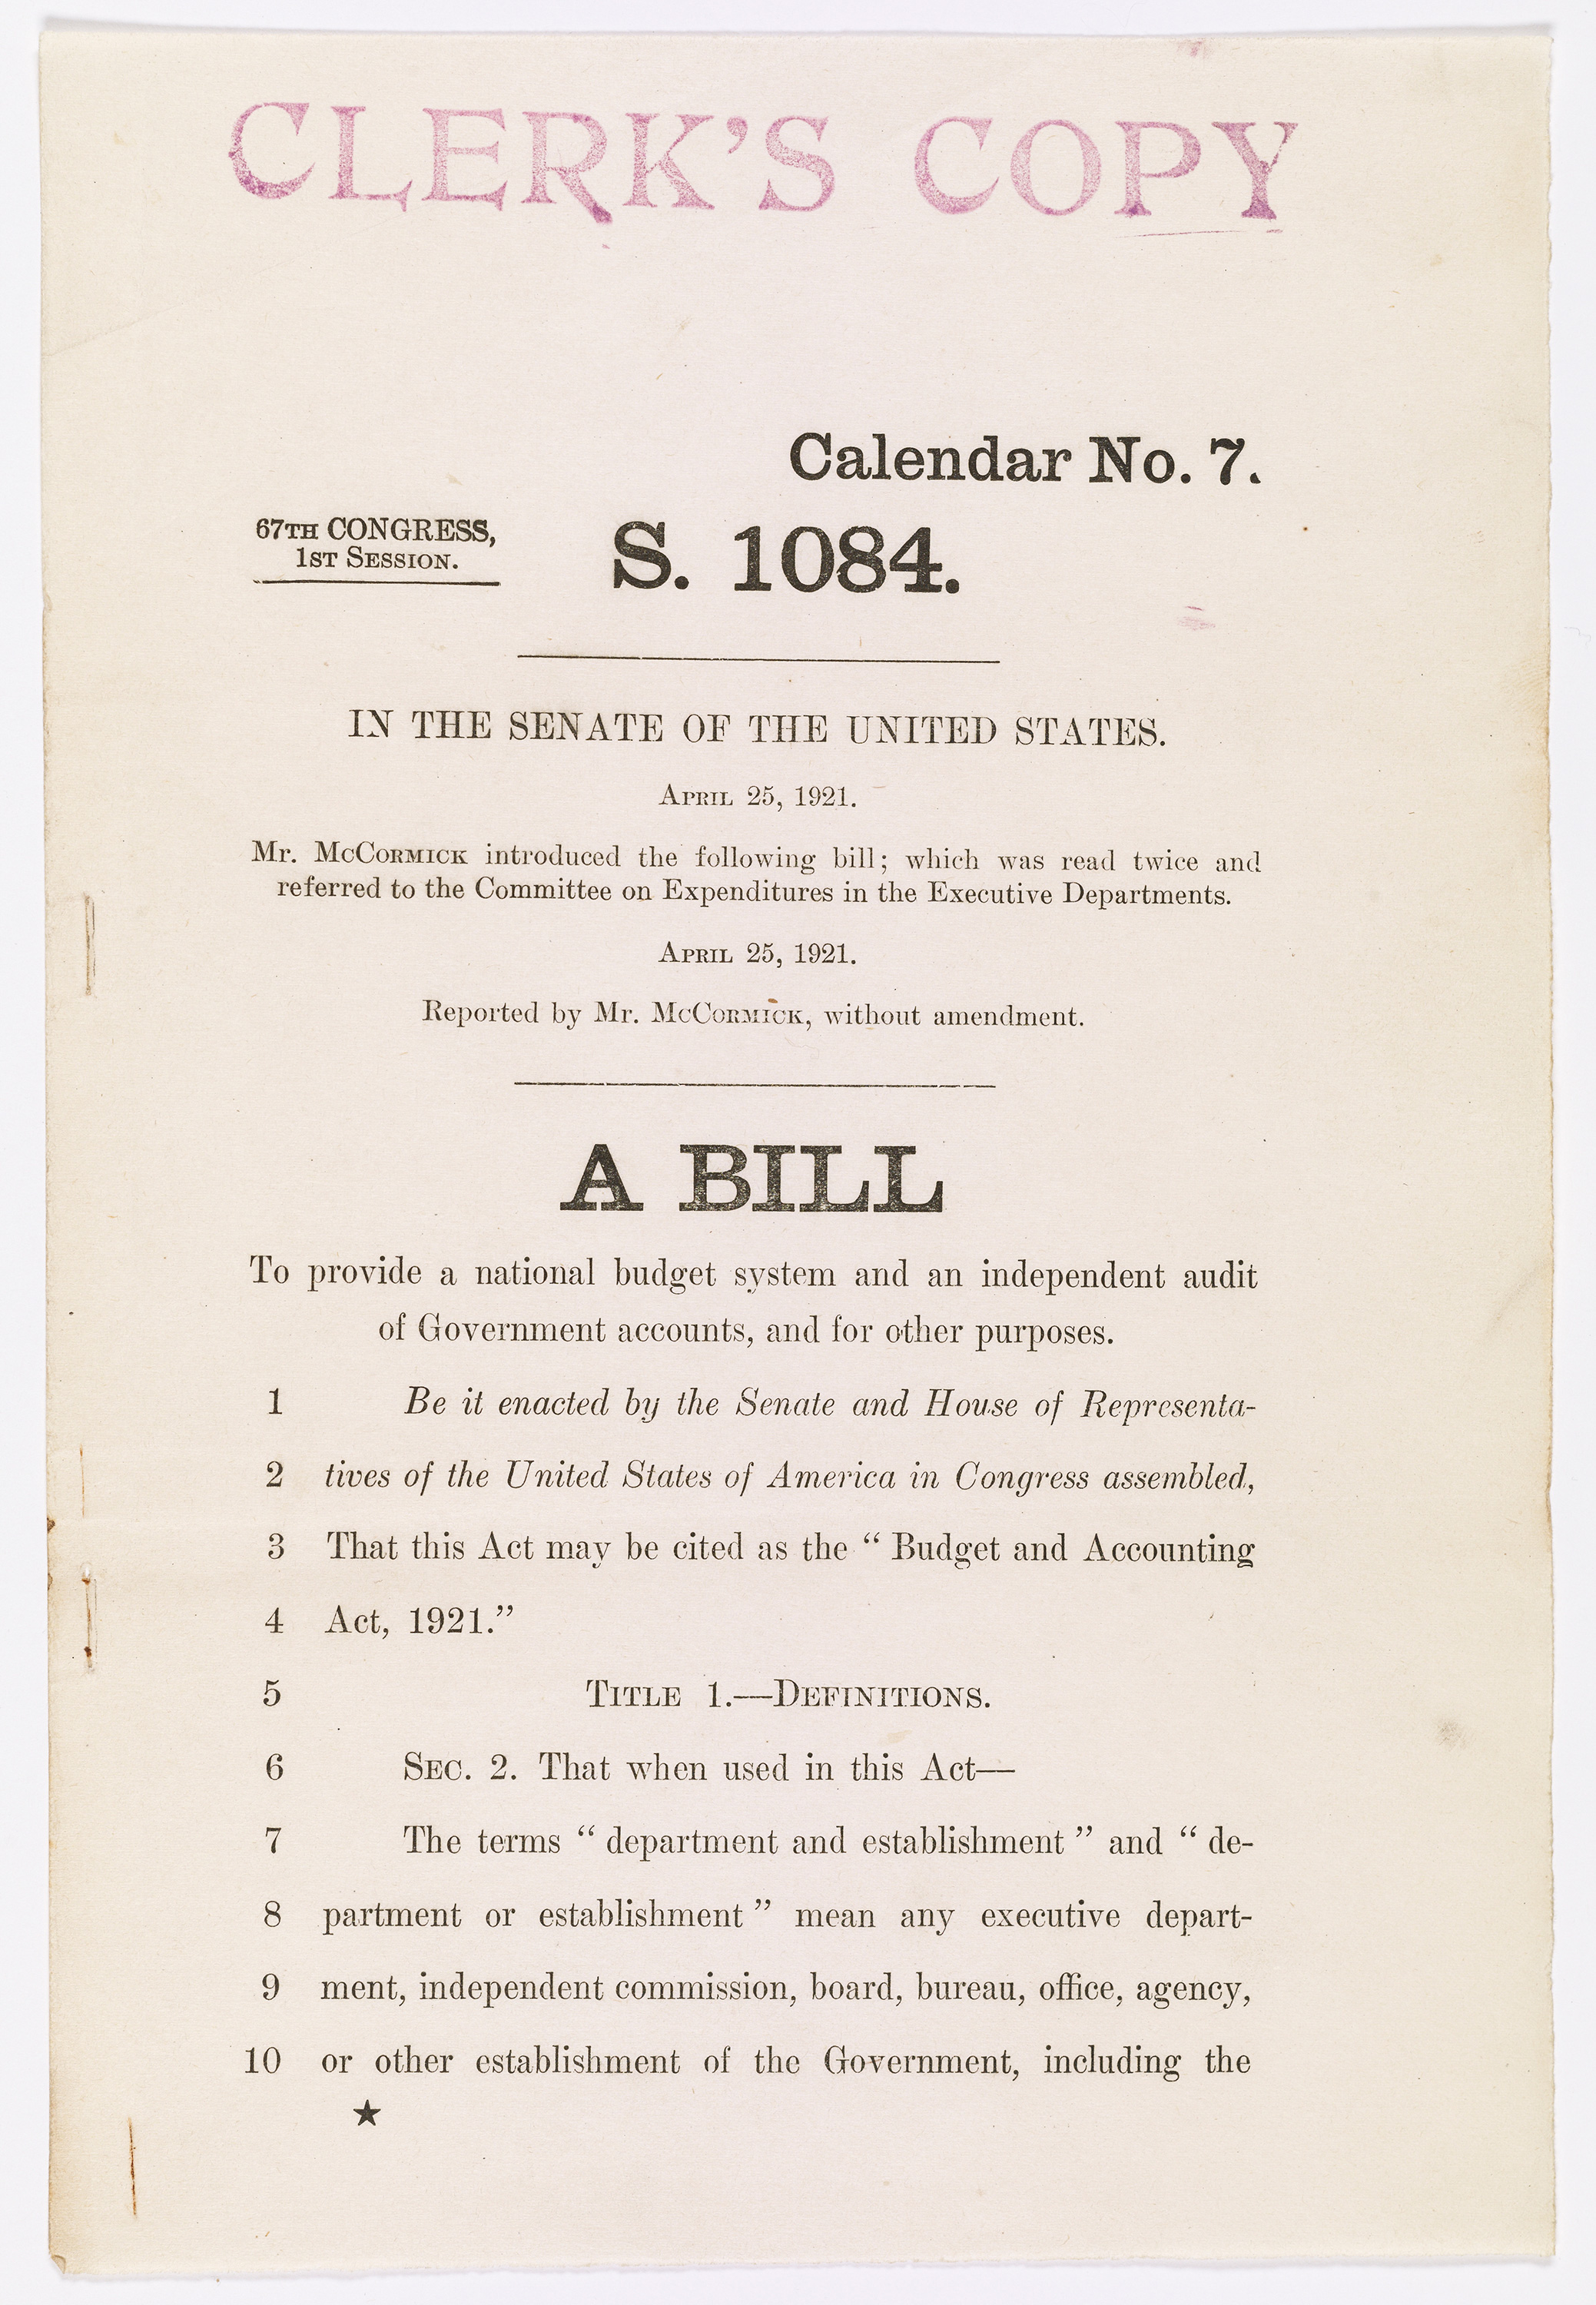 CLERK'S COPY
Calendar No. 7.
67TH CONGRESS,
1ST SESSION.
S. 1084.
IN THE SENATE OF THE UNITED STATES.
APRIL 25, 1921.
Mr. McCORMICK introduced the following bill; which was read twice and
referred to the Committee on Expenditures in the Executive Departments.
APRIL 25, 1921.
Reported by Mr. McCORMICK, without amendment.
A BILL
To provide a national budget system and an independent audit
of Government accounts, and for other purposes.
1 Be it enacted by the Senate and House of Representa-
2 tives of the United States of America in Congress assembled,
3 That this Act may be cited as the “ Budget and Accounting
4 Act, 1921.”
5 TITLE 1.—DEFINITIONS.
6 SEC. 2. That when used in this Act—
7 The terms “ department and establishment ” and “ de-
8 partment or establishment ” mean any executive depart-
9 ment, independent commission, board, bureau, office, agency,
10 or other establishment of the Government, including the
★